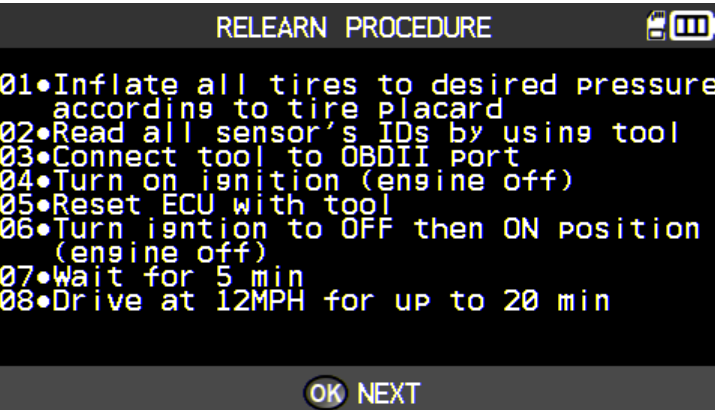 RELEARN PROCEDURE
01•Inflate all tires to desired pressure
according to tire placard
02•Read all sensor's IDs by using tool
03•Connect tool to OBDII port
04•Turn on ignition (engine off)
05•Reset ECU with tool
06•Turn igntion to OFF then ON position
(engine off)
07•Wait for 5 min
08•Drive at 12MPH for up to 20 min
OK NEXT